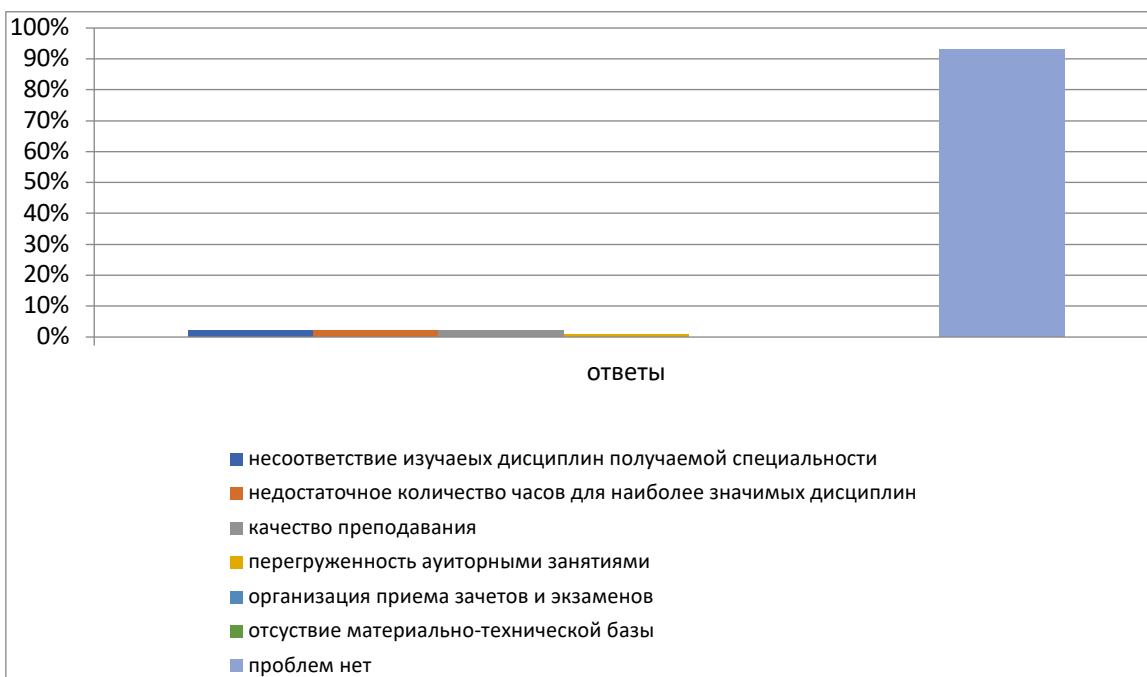 100%
90%
80%
70%
60%
50%
40%
30%
20%
10%
0%
ответы
несоответствие изучаеых дисциплин получаемой специальности
недостаточное количество часов для наиболее значимых дисциплин
качество преподавания
перегруженность ауиторными занятиями
организация приема зачетов и экзаменов
отсуствие материально-технической базы
проблем нет